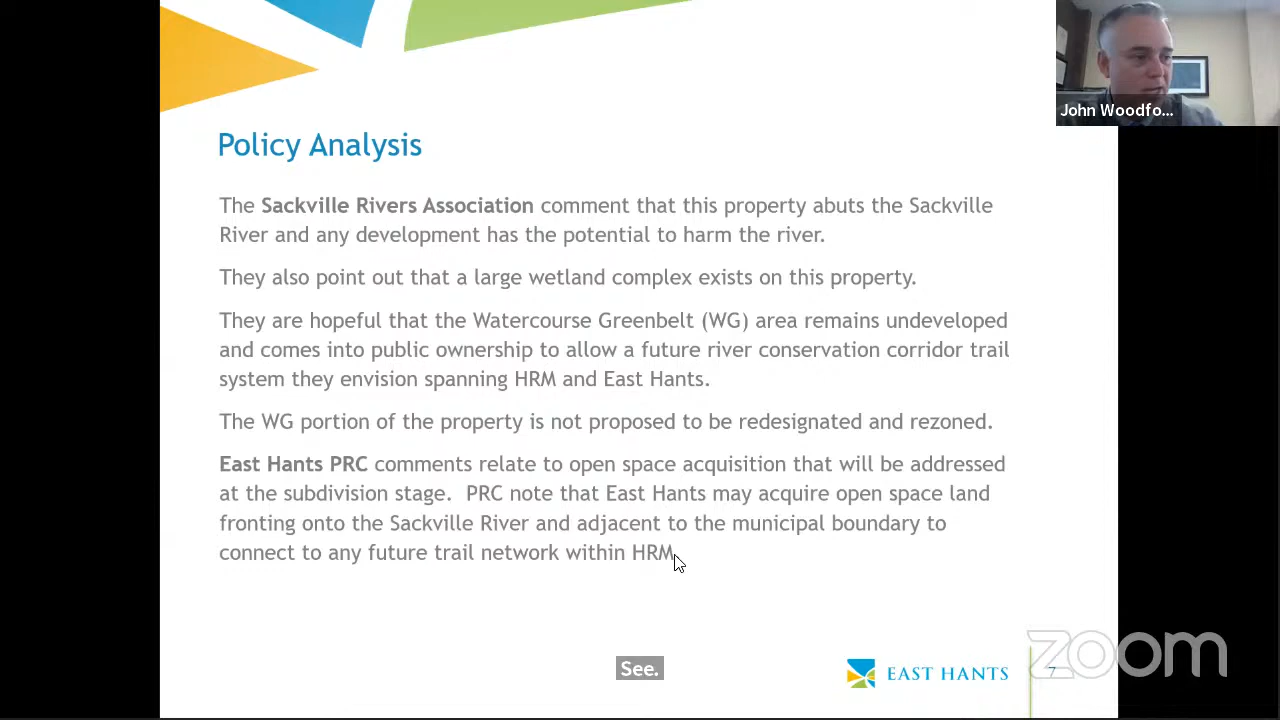 John Woodfo...
Policy Analysis
The Sackville Rivers Association comment that this property abuts the Sackville
River and any development has the potential to harm the river.
They also point out that a large wetland complex exists on this property.
They are hopeful that the Watercourse Greenbelt (WG) area remains undeveloped
and comes into public ownership to allow a future river conservation corridor trail
system they envision spanning HRM and East Hants.
The WG portion of the property is not proposed to be redesignated and rezoned.
East Hants PRC comments relate to open space acquisition that will be addressed
at the subdivision stage.  PRC note that East Hants may acquire open space land
fronting onto the Sackville River and adjacent to the municipal boundary to
connect to any future trail network within HRM
See.
EAST HANTS
7
zoom